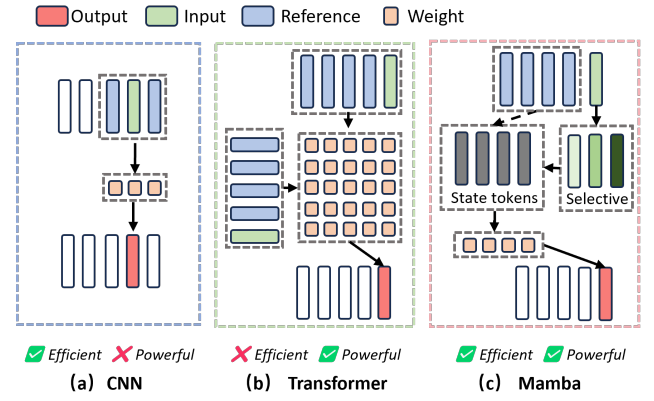 Output Input Reference Weight
State tokens Selective
Efficient Powerful Efficient Powerful Efficient Powerful
(a) CNN (b) Transformer (c) Mamba